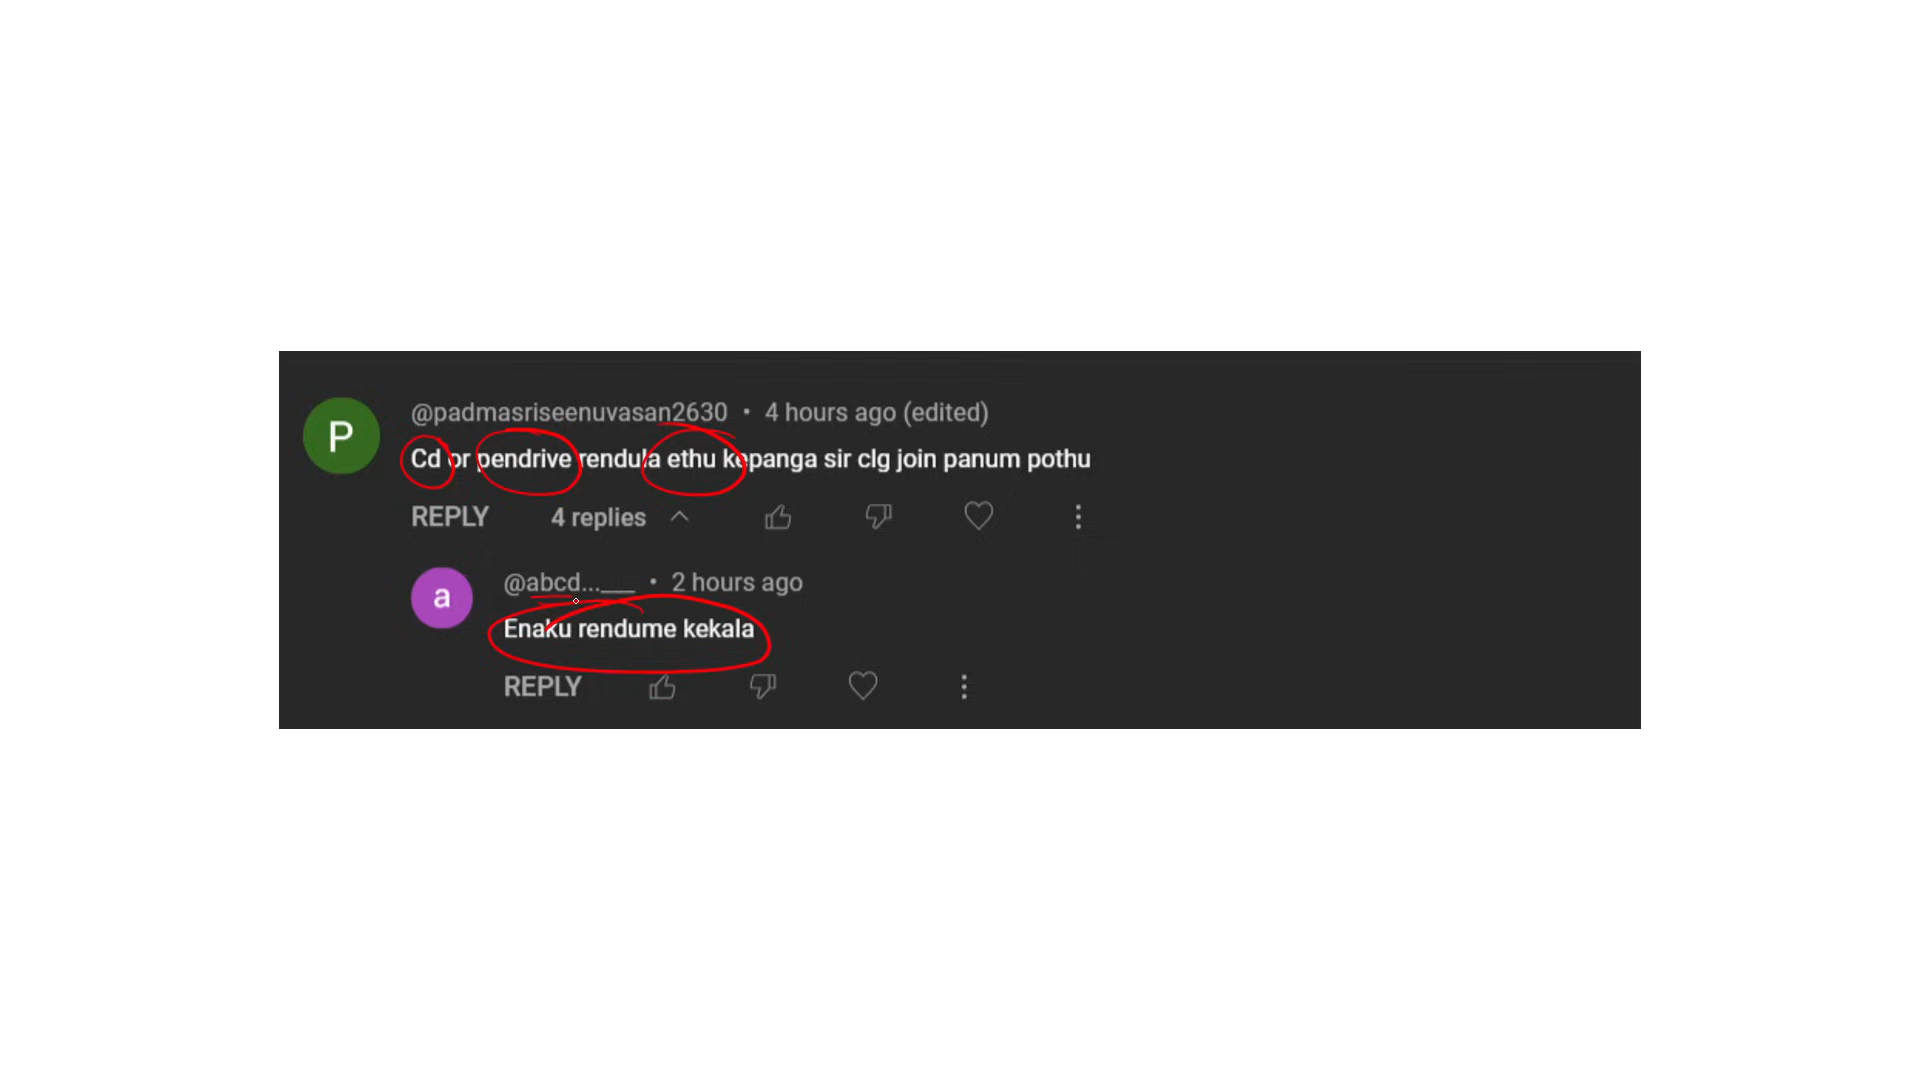 P
@padmasriseenuvasan2630 • 4 hours ago (edited)
Cd or pendrive rendula ethu kepanga sir clg join panum pothu
REPLY 4 replies
a
@abcd...___ • 2 hours ago
Enaku rendume kekala
REPLY